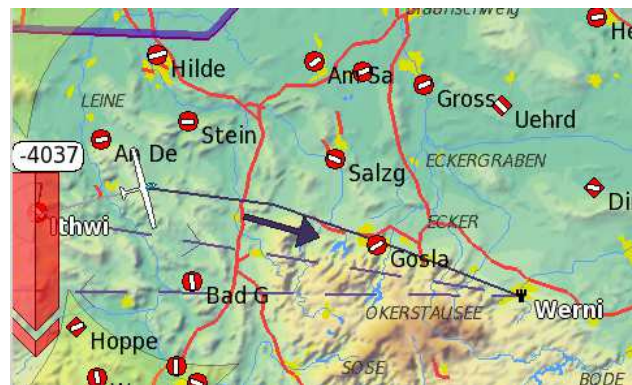 Braunschweig
He
Hilde
Am Sa
Gross
LEINE
Uehrd
Stein
An De
-4037
Salzg
ECKERGRABEN
Di
Ithwi
ECKER
Gosla
Bad G
Werni
OKERSTAUSEE
Hoppe
SOSE
BODE